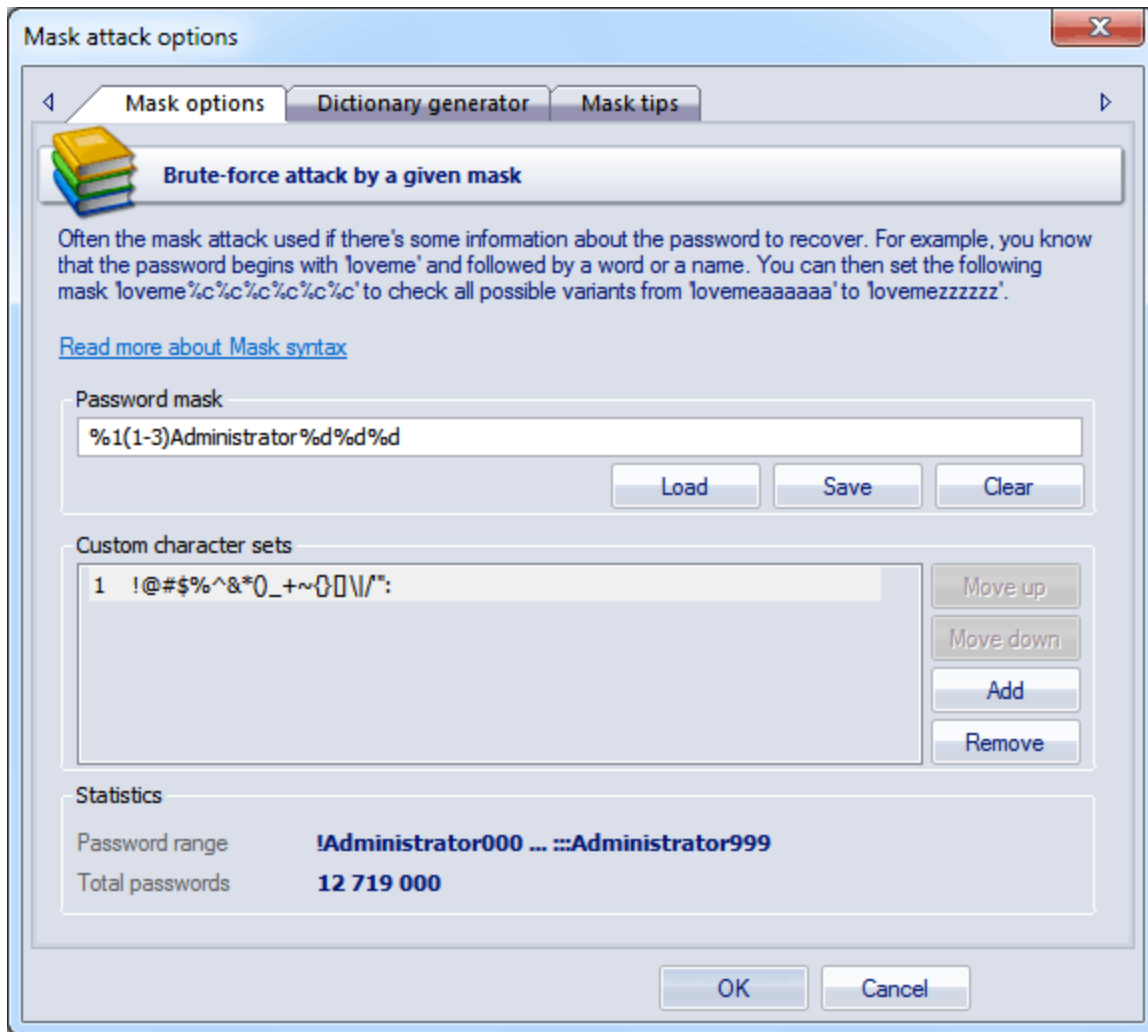 Mask attack options
Mask options Dictionary generator Mask tips
Brute-force attack by a given mask
Often the mask attack used if there's some information about the password to recover. For example, you know
that the password begins with 'loveme' and followed by a word or a name. You can then set the following
mask 'loveme%c%c%c%c%c%c' to check all possible variants from 'lovemeaaaaaa' to 'lovemezzzzzz'.
Read more about Mask syntax
Password mask
%1(1-3)Administrator%d%d%d
Load Save Clear
Custom character sets
1 !@#$%^&*()_+~{}[]\|/'":
Move up
Move down
Add
Remove
Statistics
Password range !Administrator000 ... :::Administrator999
Total passwords 12 719 000
OK Cancel